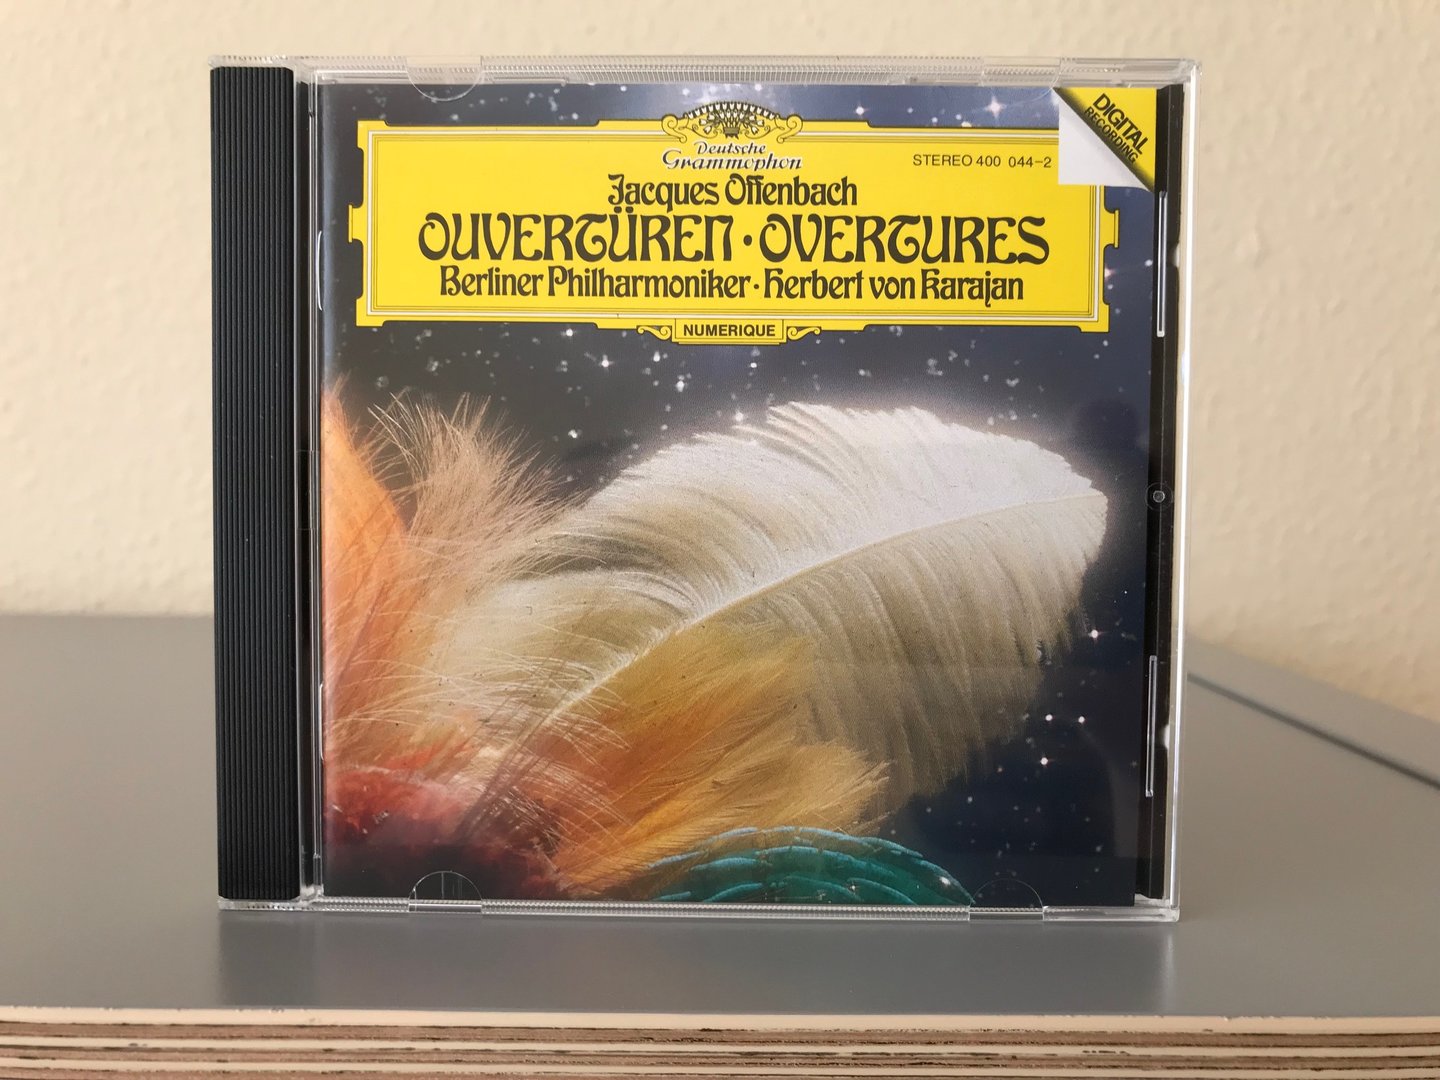 Deutsche
Grammophon
STEREO 400 044-2
DIGITAL
RECORDING
Jacques Offenbach
OUVERTÜREN · OVERTURES
Berliner Philharmoniker · Herbert von Karajan
NUMERIQUE